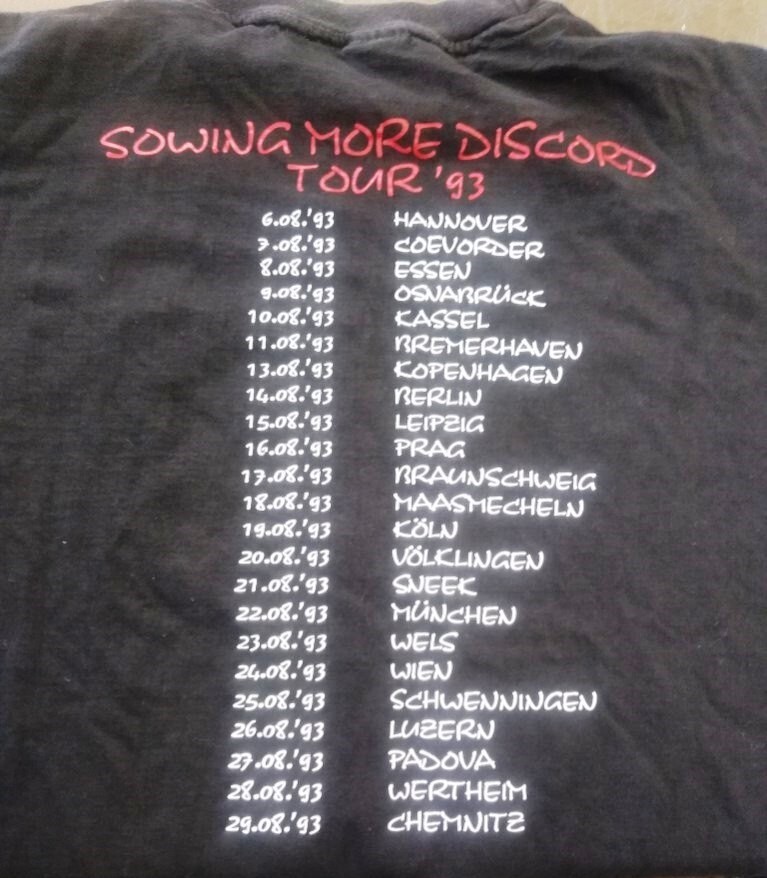 SOWING MORE DISCORD
TOUR '93
6.08.'93 HANNOVER
7.08.'93 COEVORDER
8.08.'93 ESSEN
9.08.'93 OSNABRÜCK
10.08.'93 KASSEL
11.08.'93 BREMERHAVEN
13.08.'93 KOPENHAGEN
14.08.'93 BERLIN
15.08.'93 LEIPZIG
16.08.'93 PRAG
17.08.'93 BRAUNSCHWEIG
18.08.'93 MAASMECHELN
19.08.'93 KÖLN
20.08.'93 VÖLKLINGEN
21.08.'93 SNEEK
22.08.'93 MÜNCHEN
23.08.'93 WELS
24.08.'93 WIEN
25.08.'93 SCHWENNINGEN
26.08.'93 LUZERN
27.08.'93 PADOVA
28.08.'93 WERTHEIM
29.08.'93 CHEMNITZ